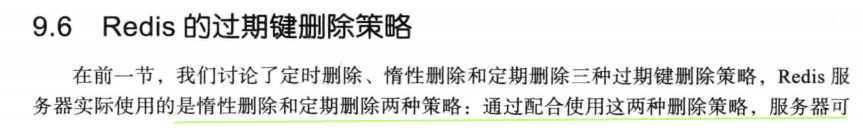 9.6 Redis 的过期键删除策略
在前一节，我们讨论了定时删除、惰性删除和定期删除三种过期键删除策略，Redis 服
务器实际使用的是惰性删除和定期删除两种策略：通过配合使用这两种删除策略，服务器可